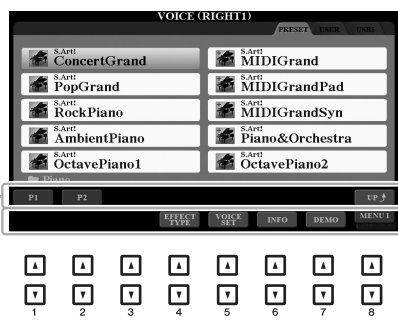 VOICE (RIGHT1)
PRESET USER USB1
S.Art!
ConcertGrand
S.Art!
MIDIGrand
S.Art!
PopGrand
S.Art!
MIDIGrandPad
S.Art!
RockPiano
S.Art!
MIDIGrandSyn
S.Art!
AmbientPiano
S.Art!
Piano&Orchestra
S.Art!
OctavePiano1
S.Art!
OctavePiano2
Piano
P1 P2 UP
EFFECT TYPE VOICE SET INFO DEMO MENU 1
1 2 3 4 5 6 7 8